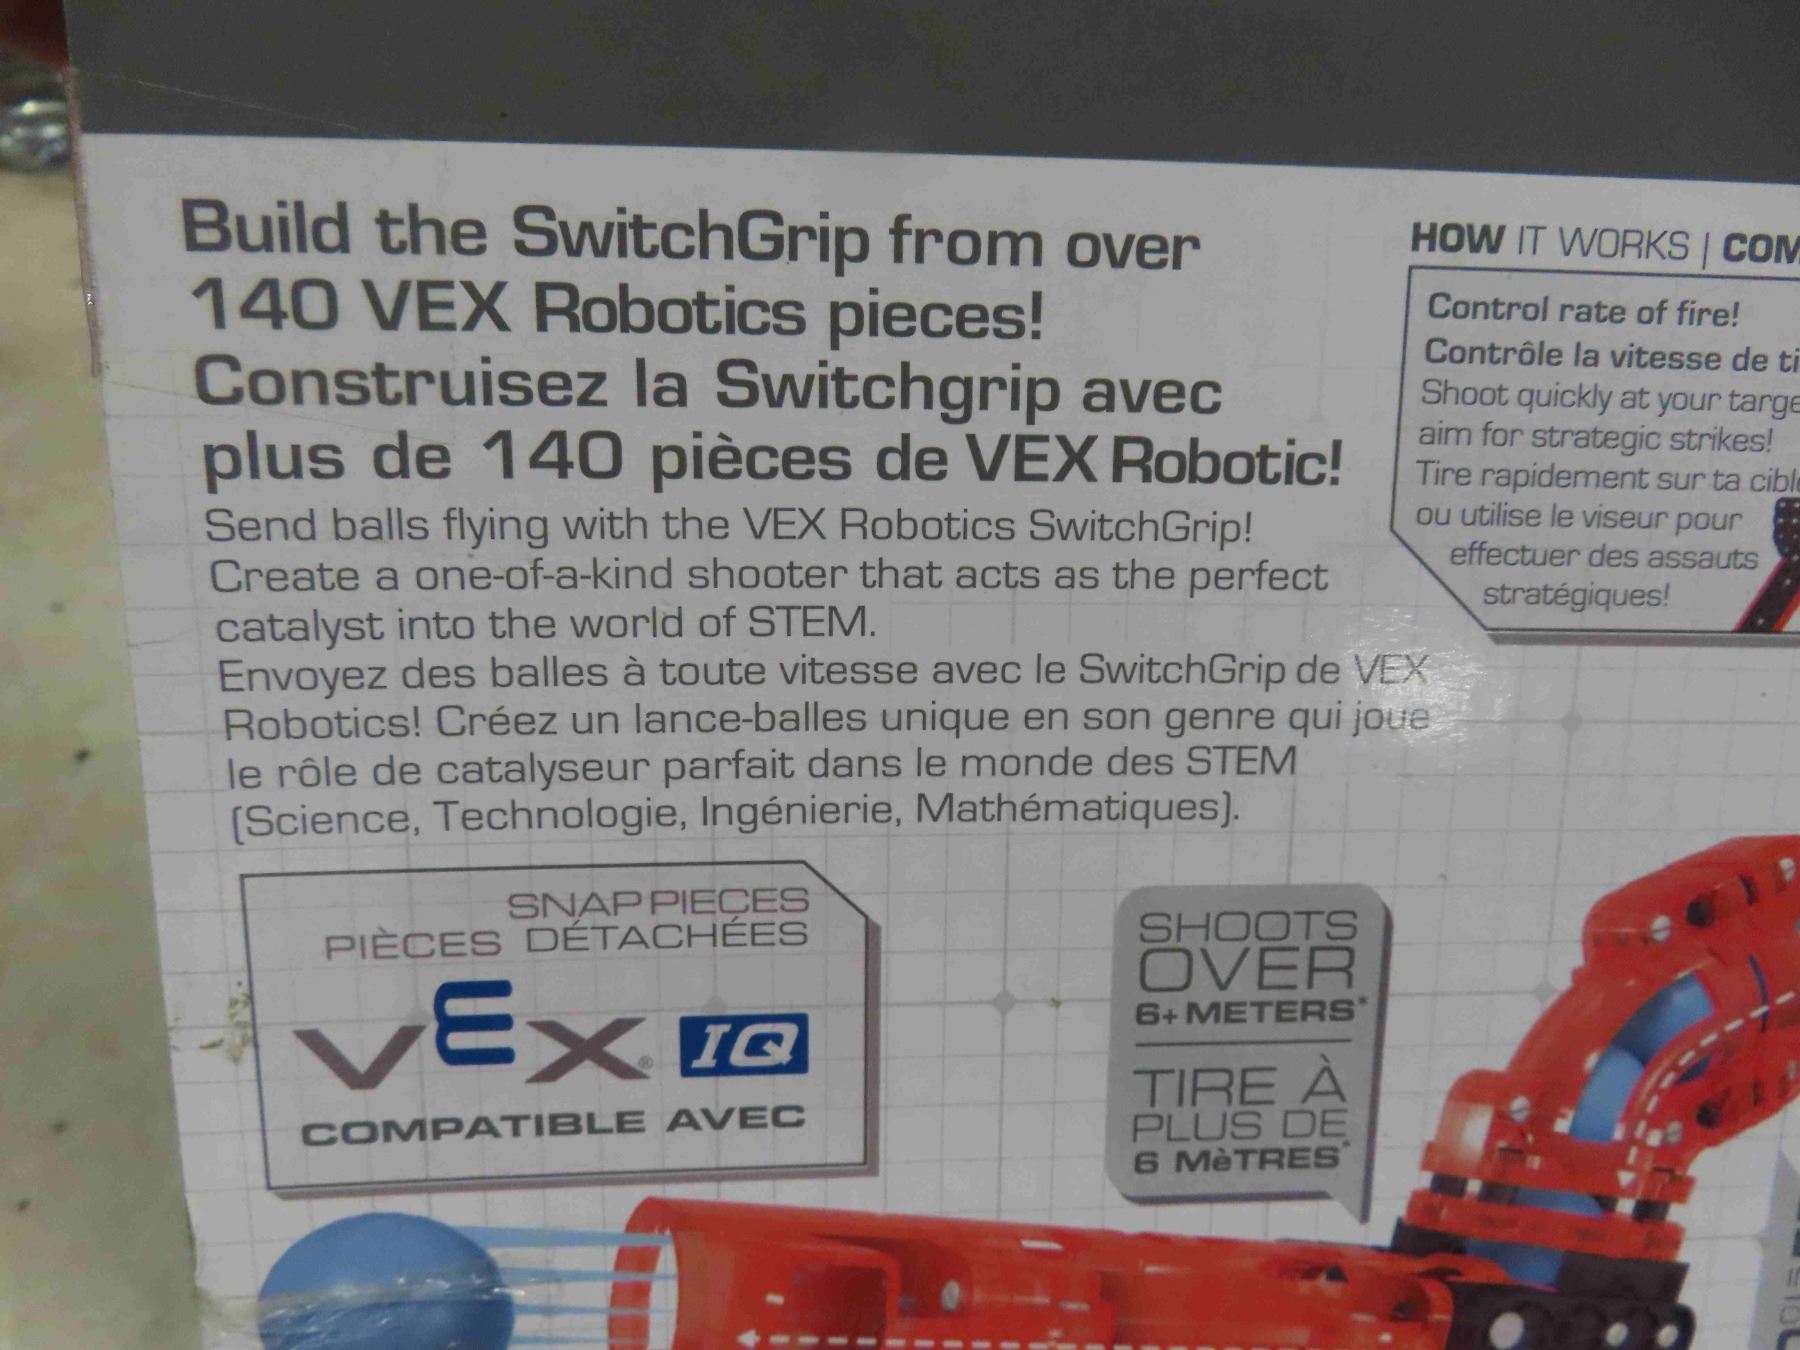 Build the SwitchGrip from over
140 VEX Robotics pieces!
Construisez la Switchgrip avec
plus de 140 pièces de VEX Robotic!
Send balls flying with the VEX Robotics SwitchGrip!
Create a one-of-a-kind shooter that acts as the perfect
catalyst into the world of STEM.
Envoyez des balles à toute vitesse avec le SwitchGrip de VEX
Robotics! Créez un lance-balles unique en son genre qui joue
le rôle de catalyseur parfait dans le monde des STEM
(Science, Technologie, Ingénierie, Mathématiques).
HOW IT WORKS |
Control rate of fire!
Contrôle la vitesse de
Shoot quickly at your
aim for strategic strikes!
Tire rapidement sur ta
ou utilise le viseur pour
effectuer des assauts
stratégiques!
SNAP PIECES
PIÈCES DÉTACHÉES
VEX® IQ
COMPATIBLE AVEC
SHOOTS
OVER
6+ METERS*
TIRE À
PLUS DE
6 MèTRES*